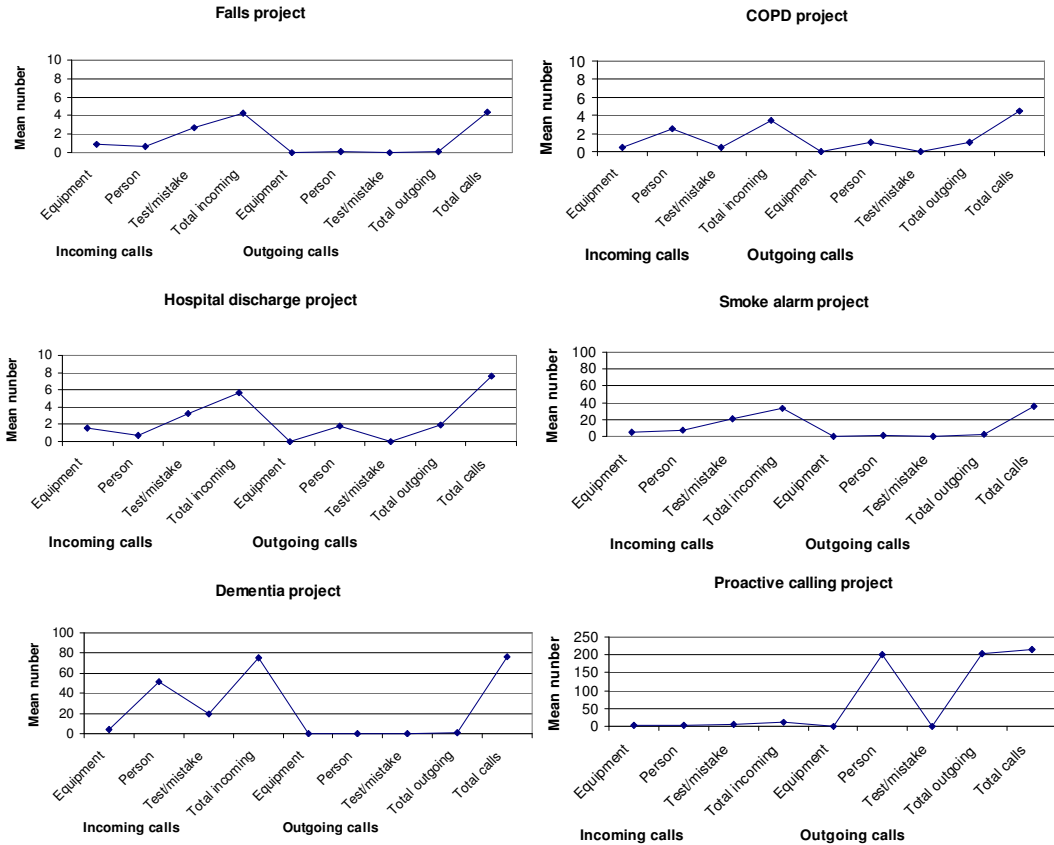 Falls project
Mean nunber
10
8
6
4
2
0
Equipment
Person
Test/mistake
Total incoming
Equipment
Person
Test/mistake
Total outgoing
Total calls
Incoming calls
Outgoing calls
COPD project
Mean nunber
10
8
6
4
2
0
Equipment
Person
Test/mistake
Total incoming
Equipment
Person
Test/mistake
Total outgoing
Total calls
Incoming calls
Outgoing calls
Hospital discharge project
Mean nunber
10
8
6
4
2
0
Equipment
Person
Test/mistake
Total incoming
Equipment
Person
Test/mistake
Total outgoing
Total calls
Incoming calls
Outgoing calls
Smoke alarm project
Mean nunber
100
80
60
40
20
0
Equipment
Person
Test/mistake
Total incoming
Equipment
Person
Test/mistake
Total outgoing
Total calls
Incoming calls
Outgoing calls
Dementia project
Mean nunber
100
80
60
40
20
0
Equipment
Person
Test/mistake
Total incoming
Equipment
Person
Test/mistake
Total outgoing
Total calls
Incoming calls
Outgoing calls
Proactive calling project
Mean nunber
250
200
150
100
50
0
Equipment
Person
Test/mistake
Total incoming
Equipment
Person
Test/mistake
Total outgoing
Total calls
Incoming calls
Outgoing calls